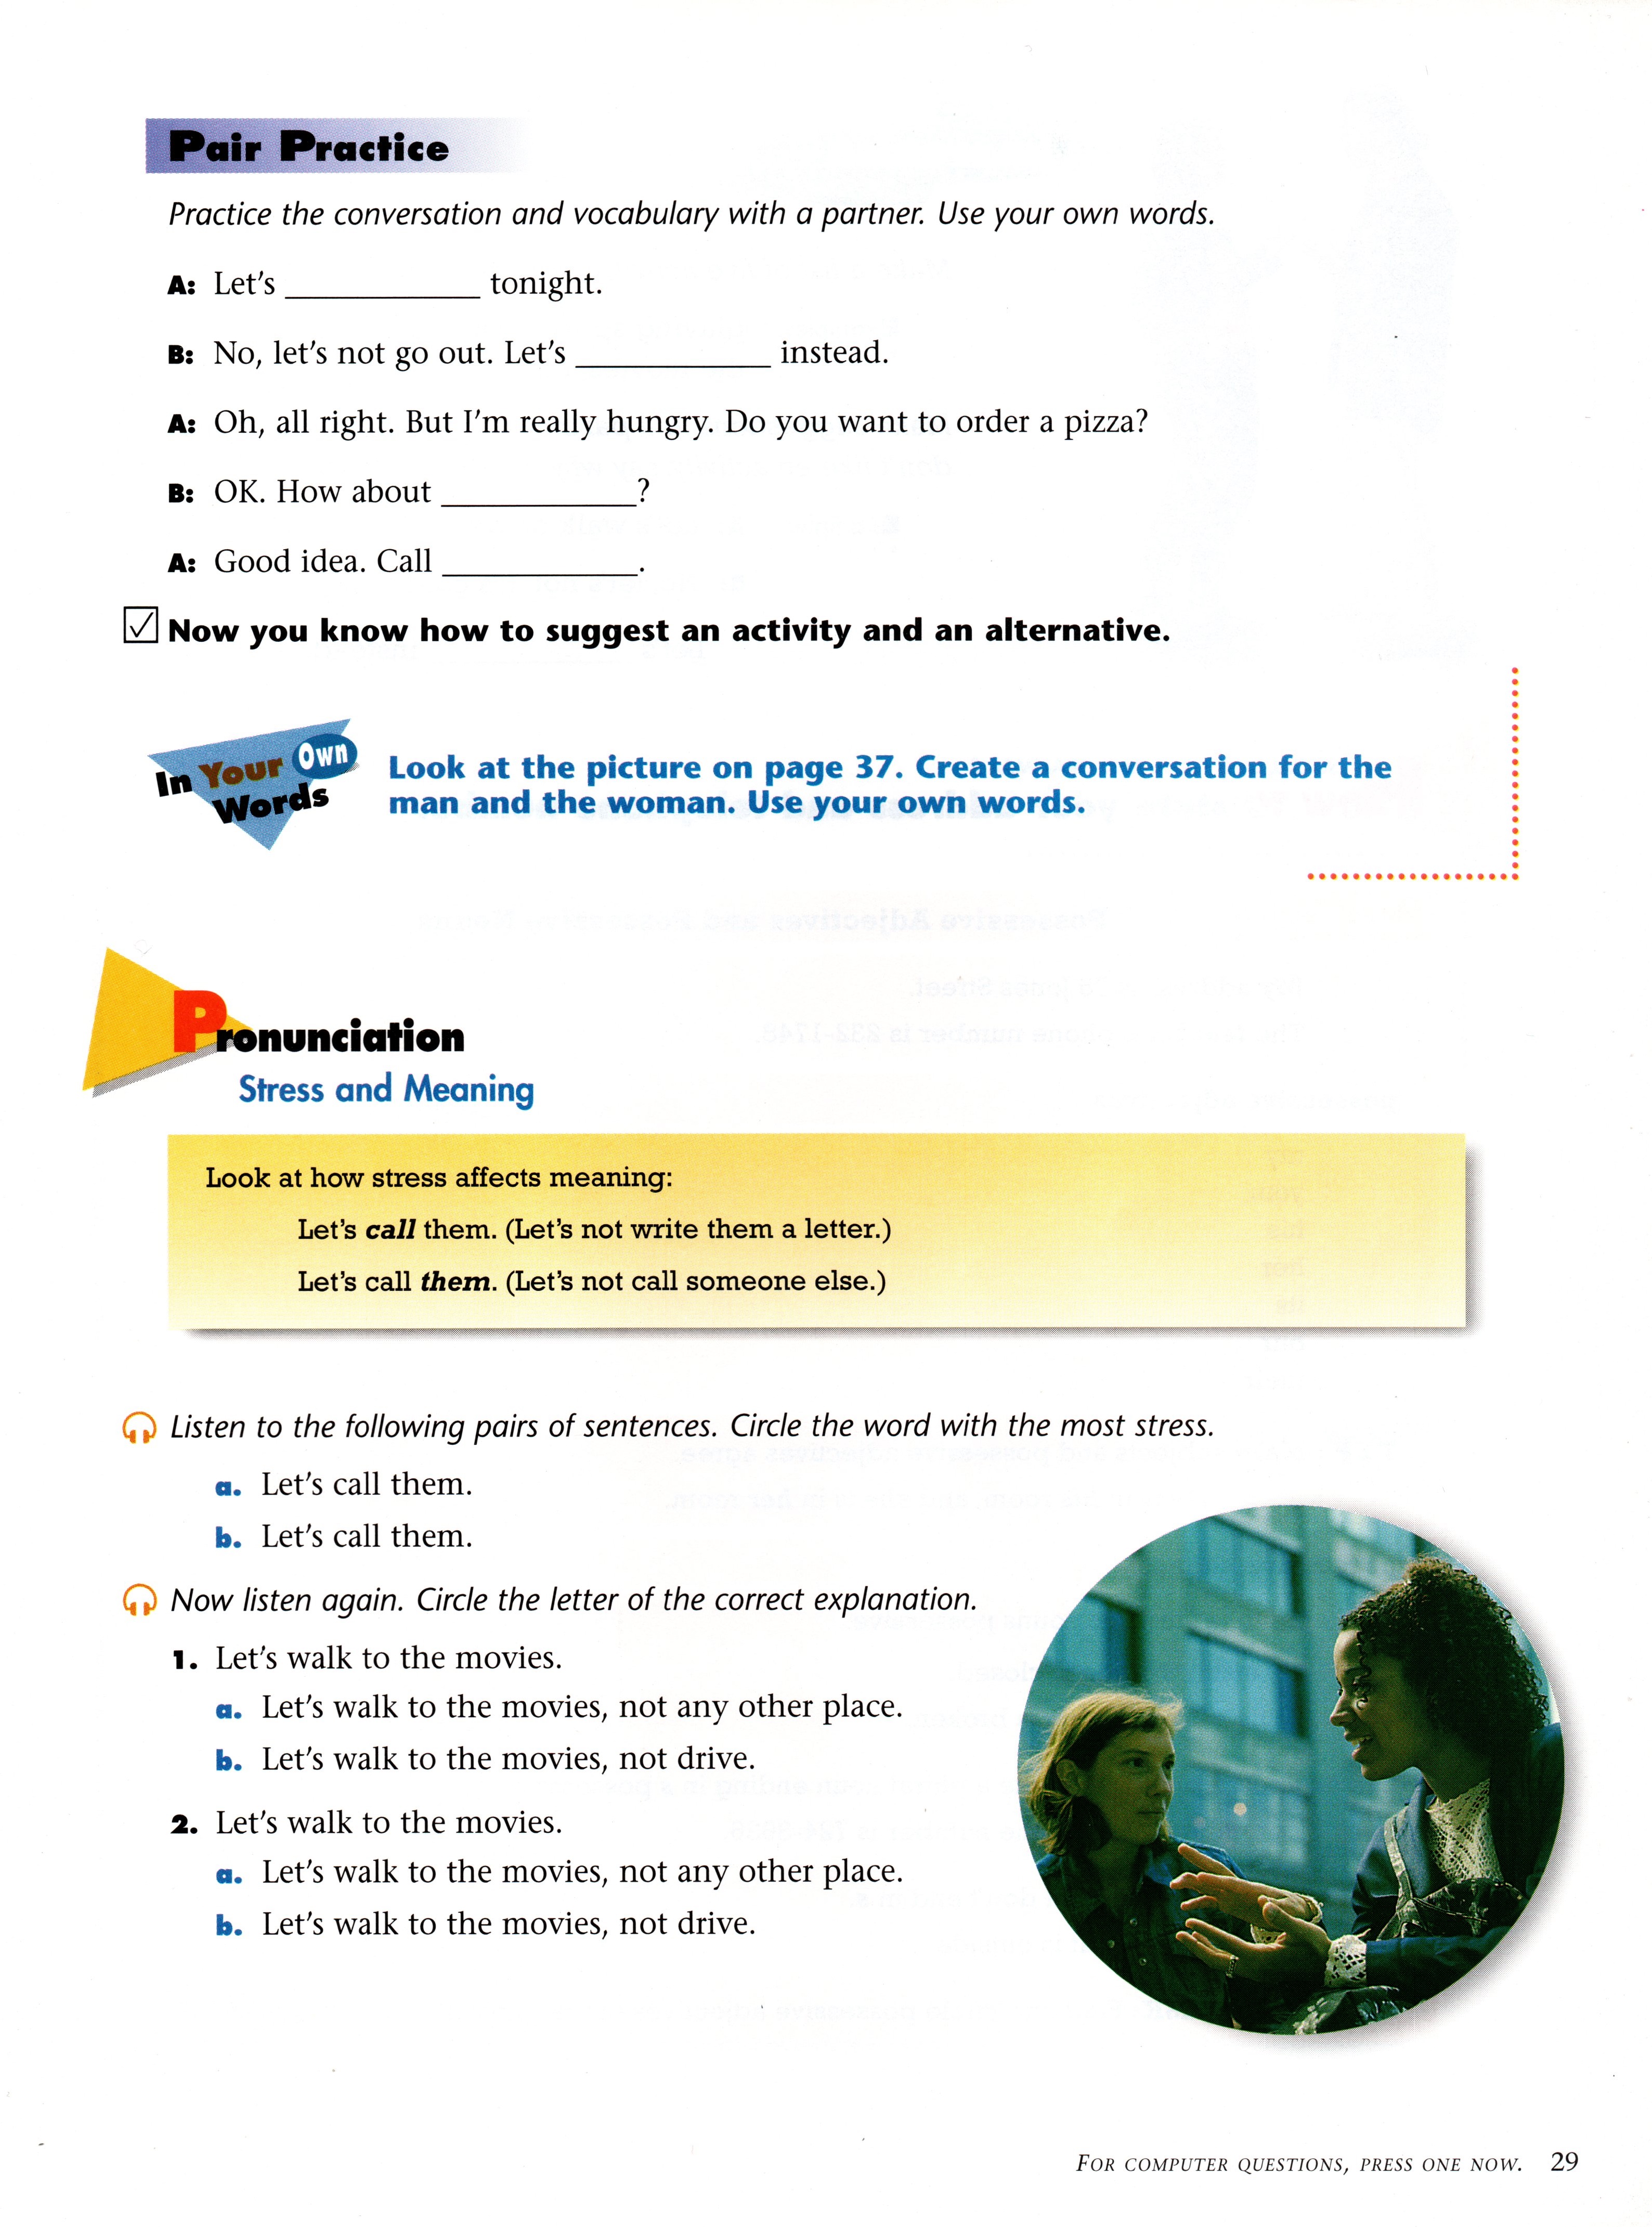 Pair Practice
Practice the conversation and vocabulary with a partner. Use your own words.
A: Let's ____________ tonight.
B: No, let's not go out. Let's ____________ instead.
A: Oh, all right. But I'm really hungry. Do you want to order a pizza?
B: OK. How about ____________?
A: Good idea. Call ____________.
Now you know how to suggest an activity and an alternative.
In Your Own
Words
Look at the picture on page 37. Create a conversation for the
man and the woman. Use your own words.
Pronunciation
Stress and Meaning
Look at how stress affects meaning:
Let's call them. (Let's not write them a letter.)
Let's call them. (Let's not call someone else.)
Listen to the following pairs of sentences. Circle the word with the most stress.
a. Let's call them.
b. Let's call them.
Now listen again. Circle the letter of the correct explanation.
1. Let's walk to the movies.
a. Let's walk to the movies, not any other place.
b. Let's walk to the movies, not drive.
2. Let's walk to the movies.
a. Let's walk to the movies, not any other place.
b. Let's walk to the movies, not drive.
FOR COMPUTER QUESTIONS, PRESS ONE NOW. 29